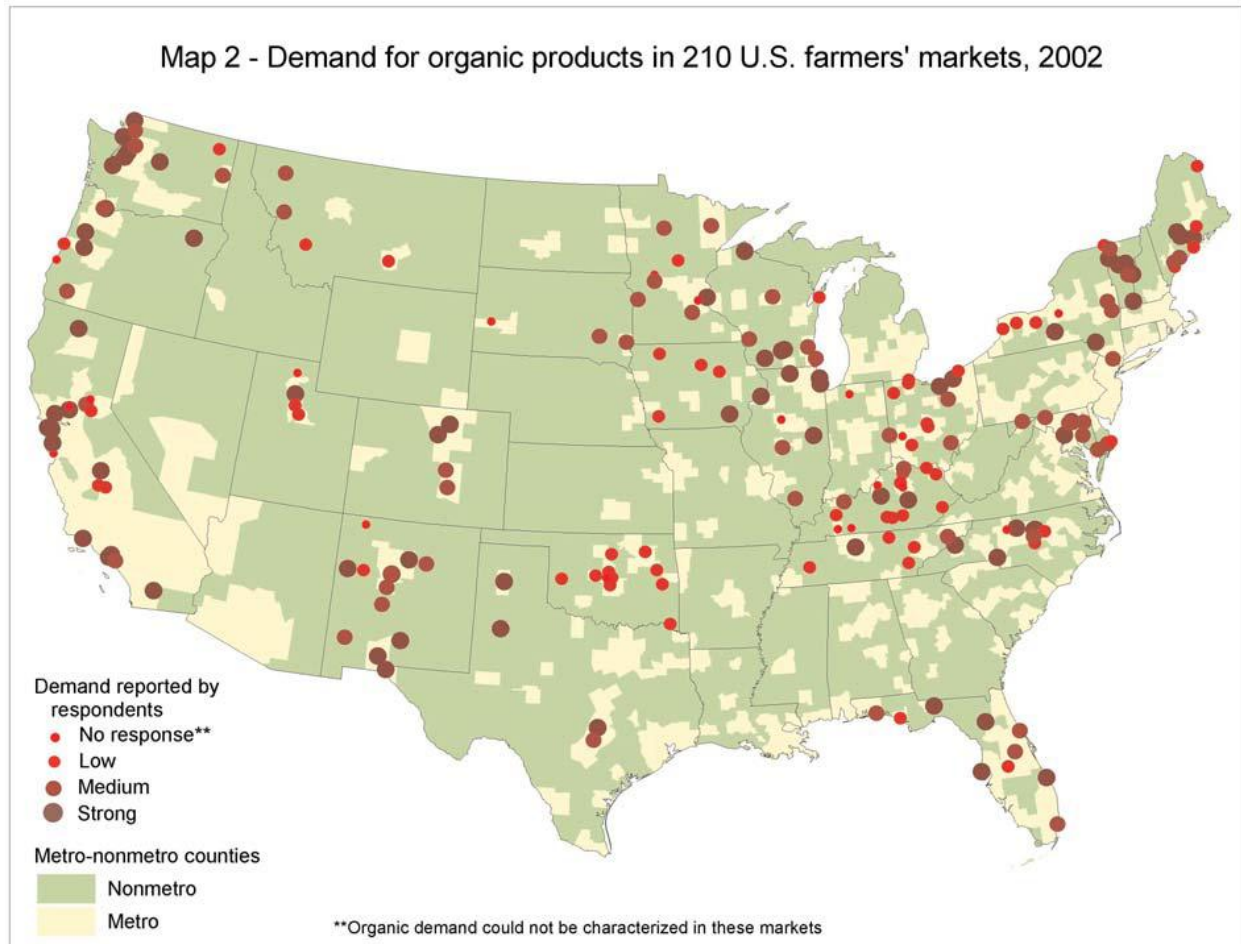 Map 2 - Demand for organic products in 210 U.S. farmers' markets, 2002
Demand reported by
respondents
No response**
Low
Medium
Strong
Metro-nonmetro counties
Nonmetro
Metro
**Organic demand could not be characterized in these markets